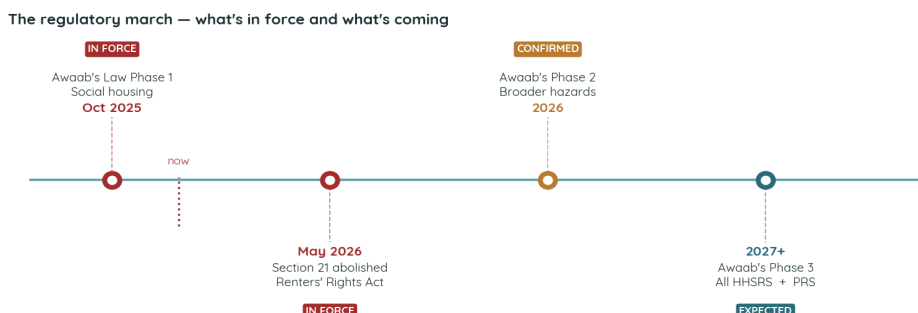 The regulatory march — what's in force and what's coming
IN FORCE
Awaab's Law Phase 1
Social housing
Oct 2025
CONFIRMED
Awaab's Phase 2
Broader hazards
2026
now
May 2026
Section 21 abolished
Renters' Rights Act
IN FORCE
2027+
Awaab's Phase 3
All HHSRS + PRS
EXPECTED